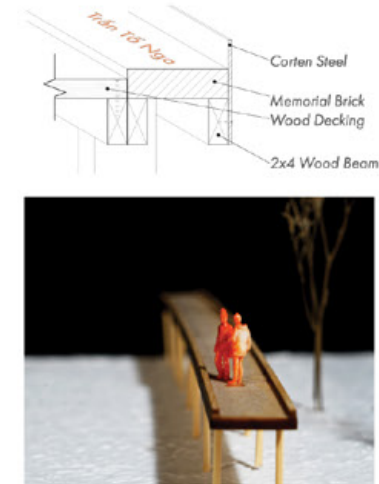 Trần Tố Nga
Corten Steel
Memorial Brick
Wood Decking
2x4 Wood Beam